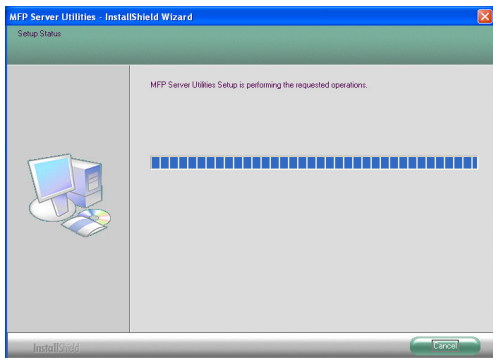 MFP Server Utilities - InstallShield Wizard
Setup Status
MFP Server Utilities Setup is performing the requested operations.
InstallShield
Cancel